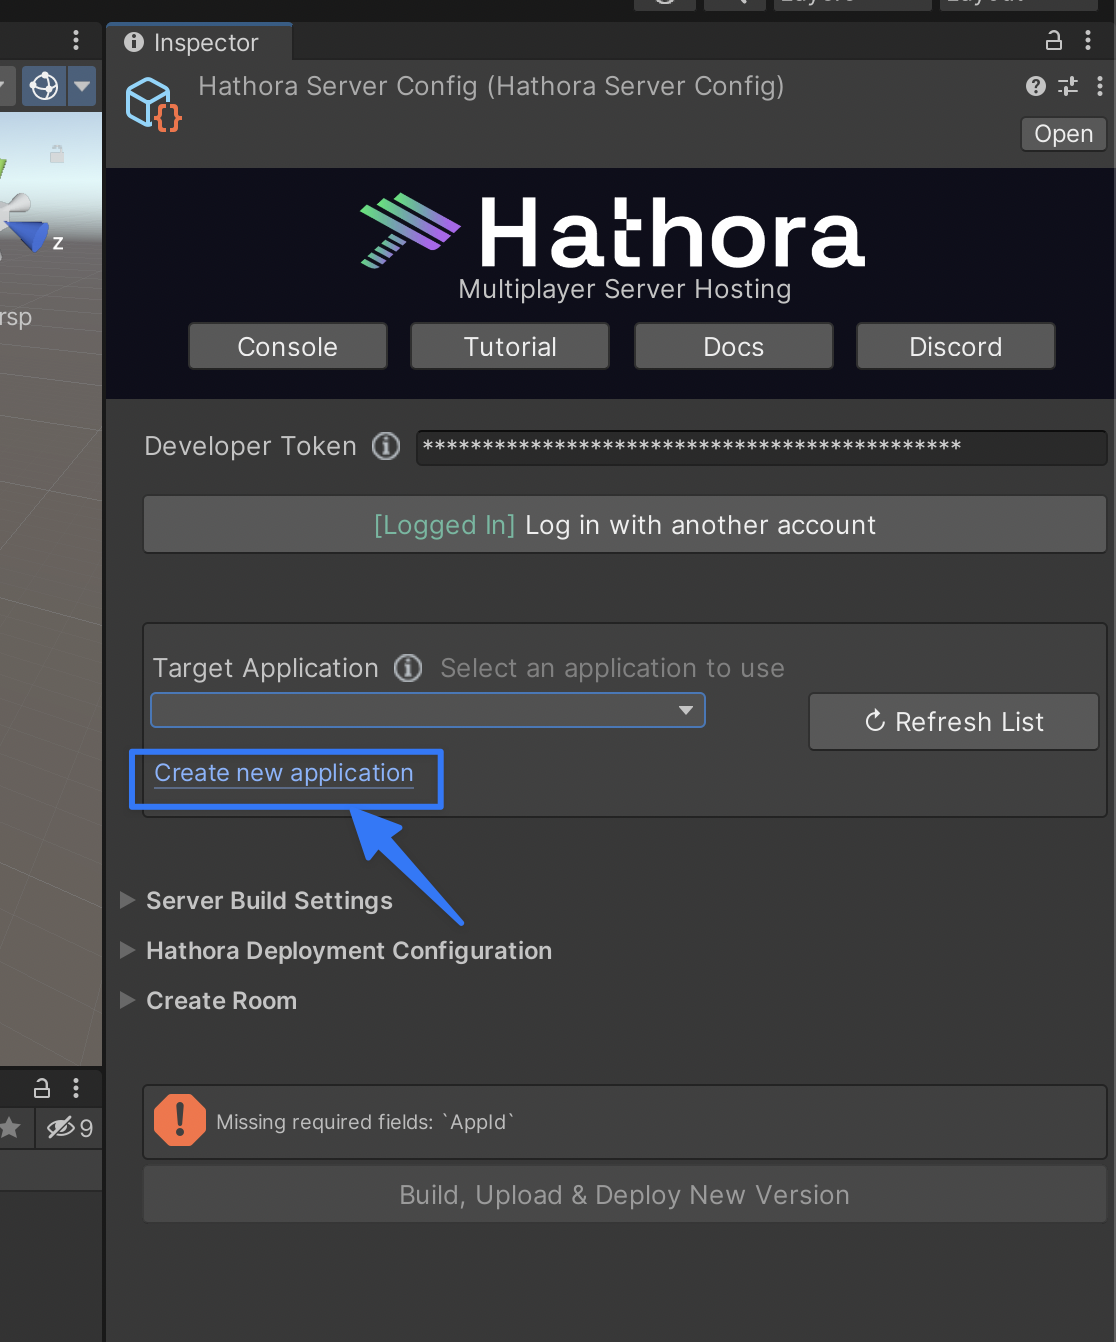 Inspector
Hathora Server Config (Hathora Server Config)
Open
z
rsp
Hathora
Multiplayer Server Hosting
Console Tutorial Docs Discord
Developer Token *********************************************
[Logged In] Log in with another account
Target Application Select an application to use
Refresh List
Create new application
Server Build Settings
Hathora Deployment Configuration
Create Room
9
Missing required fields: `AppId`
Build, Upload & Deploy New Version